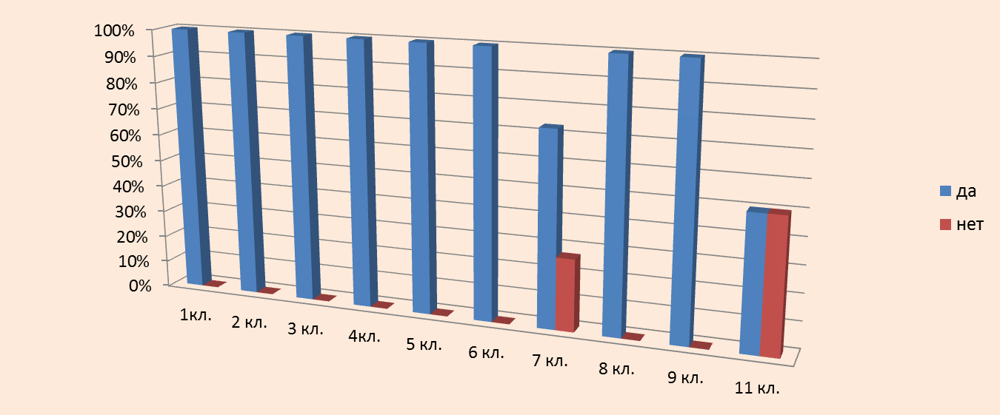 100%
90%
80%
70%
60%
50%
40%
30%
20%
10%
0%
1кл.
2 кл.
3 кл.
4кл.
5 кл.
6 кл.
7 кл.
8 кл.
9 кл.
11 кл.
да
нет